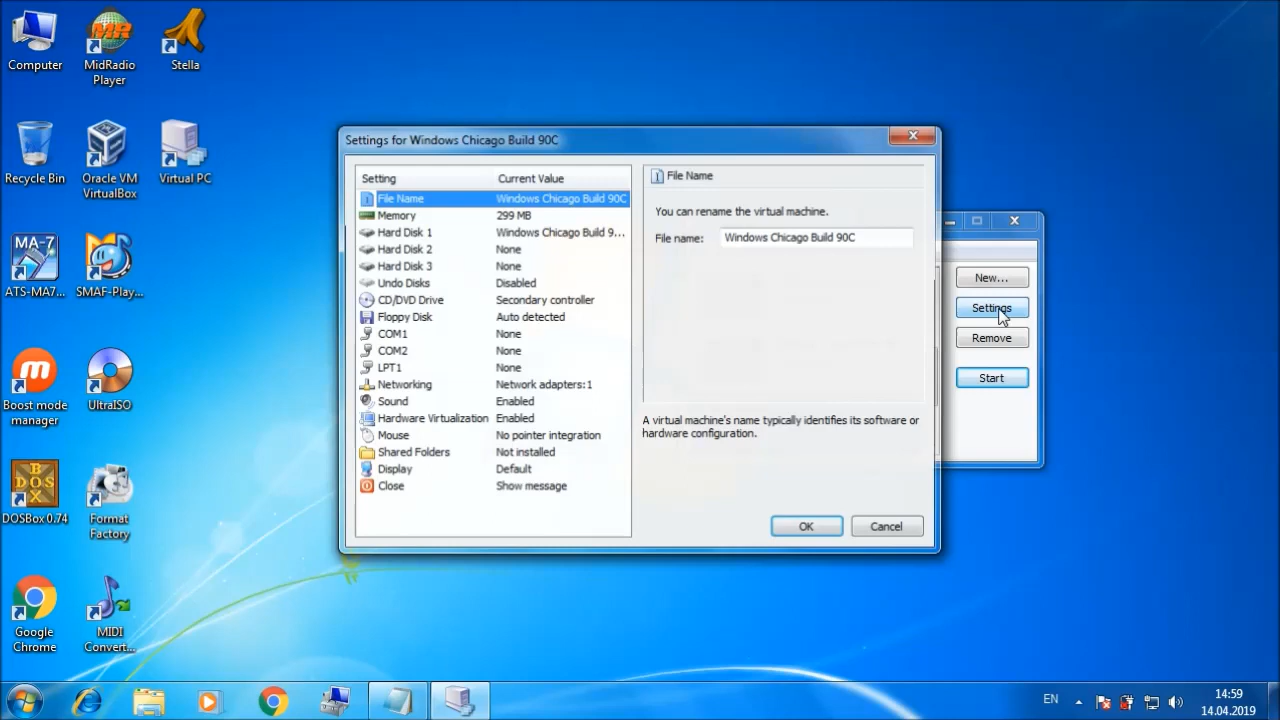 Computer
MidRadio
Player
Stella
Recycle Bin
Oracle VM
VirtualBox
Virtual PC
MA-7
ATS-MA7...
SMAF-Play...
Boost mode
manager
UltraISO
DOSBox 0.74
Format
Factory
Google
Chrome
MIDI
Convert...
Settings for Windows Chicago Build 90C
Setting Current Value
File Name Windows Chicago Build 90C
Memory 299 MB
Hard Disk 1 Windows Chicago Build 9...
Hard Disk 2 None
Hard Disk 3 None
Undo Disks Disabled
CD/DVD Drive Secondary controller
Floppy Disk Auto detected
COM1 None
COM2 None
LPT1 None
Networking Network adapters:1
Sound Enabled
Hardware Virtualization Enabled
Mouse No pointer integration
Shared Folders Not installed
Display Default
Close Show message
File Name
You can rename the virtual machine.
File name: Windows Chicago Build 90C
A virtual machine's name typically identifies its software or
hardware configuration.
OK Cancel
New...
Settings
Remove
Start
EN
14:59
14.04.2019